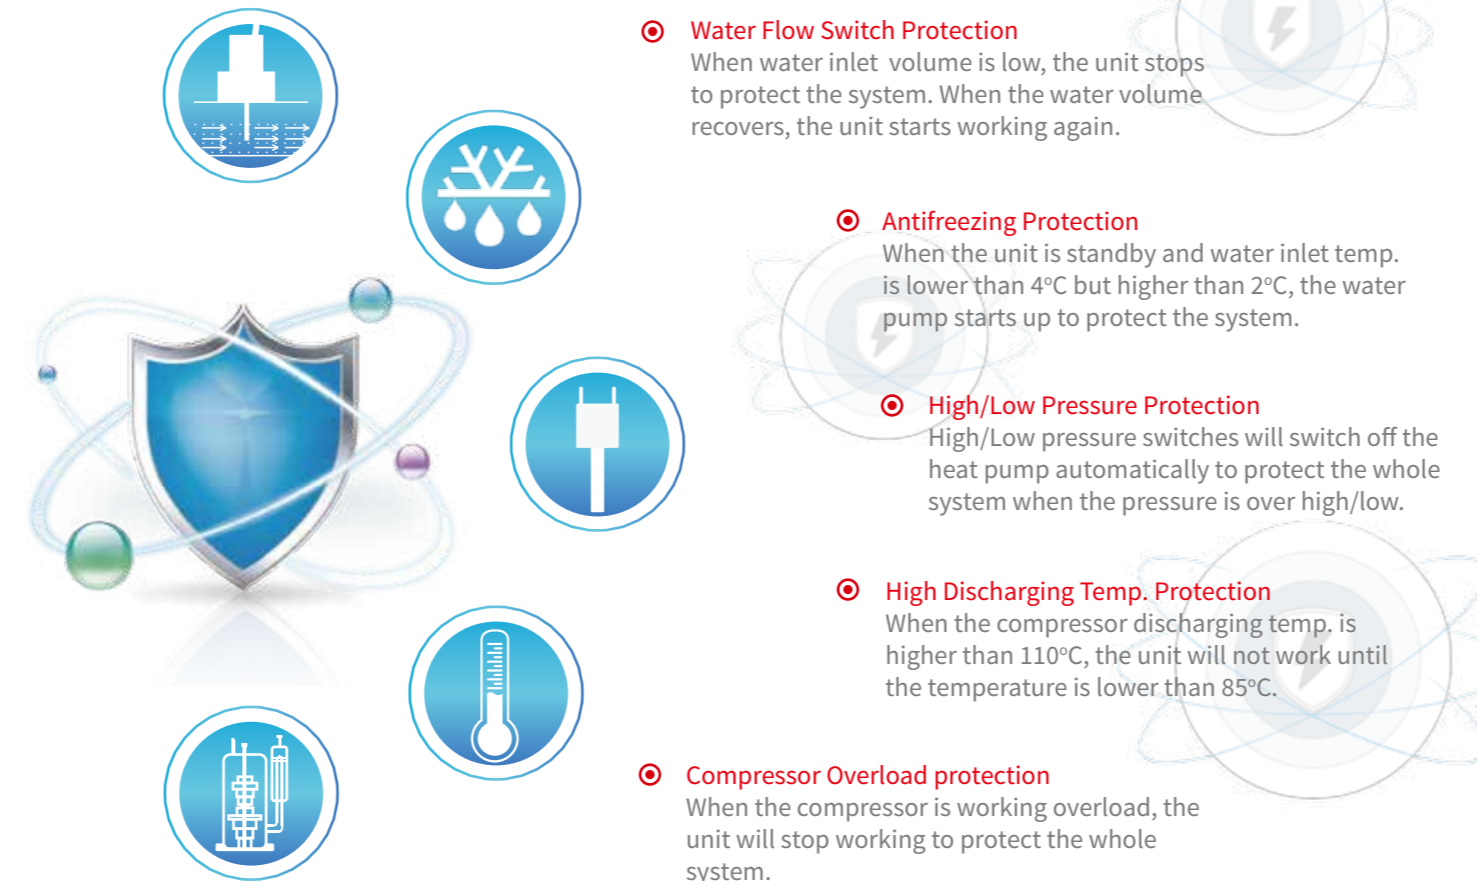 Water Flow Switch Protection
When water inlet volume is low, the unit stops
to protect the system. When the water volume
recovers, the unit starts working again.
Antifreezing Protection
When the unit is standby and water inlet temp.
is lower than 4°C but higher than 2°C, the water
pump starts up to protect the system.
High/Low Pressure Protection
High/Low pressure switches will switch off the
heat pump automatically to protect the whole
system when the pressure is over high/low.
High Discharging Temp. Protection
When the compressor discharging temp. is
higher than 110°C, the unit will not work until
the temperature is lower than 85°C.
Compressor Overload protection
When the compressor is working overload, the
unit will stop working to protect the whole
system.